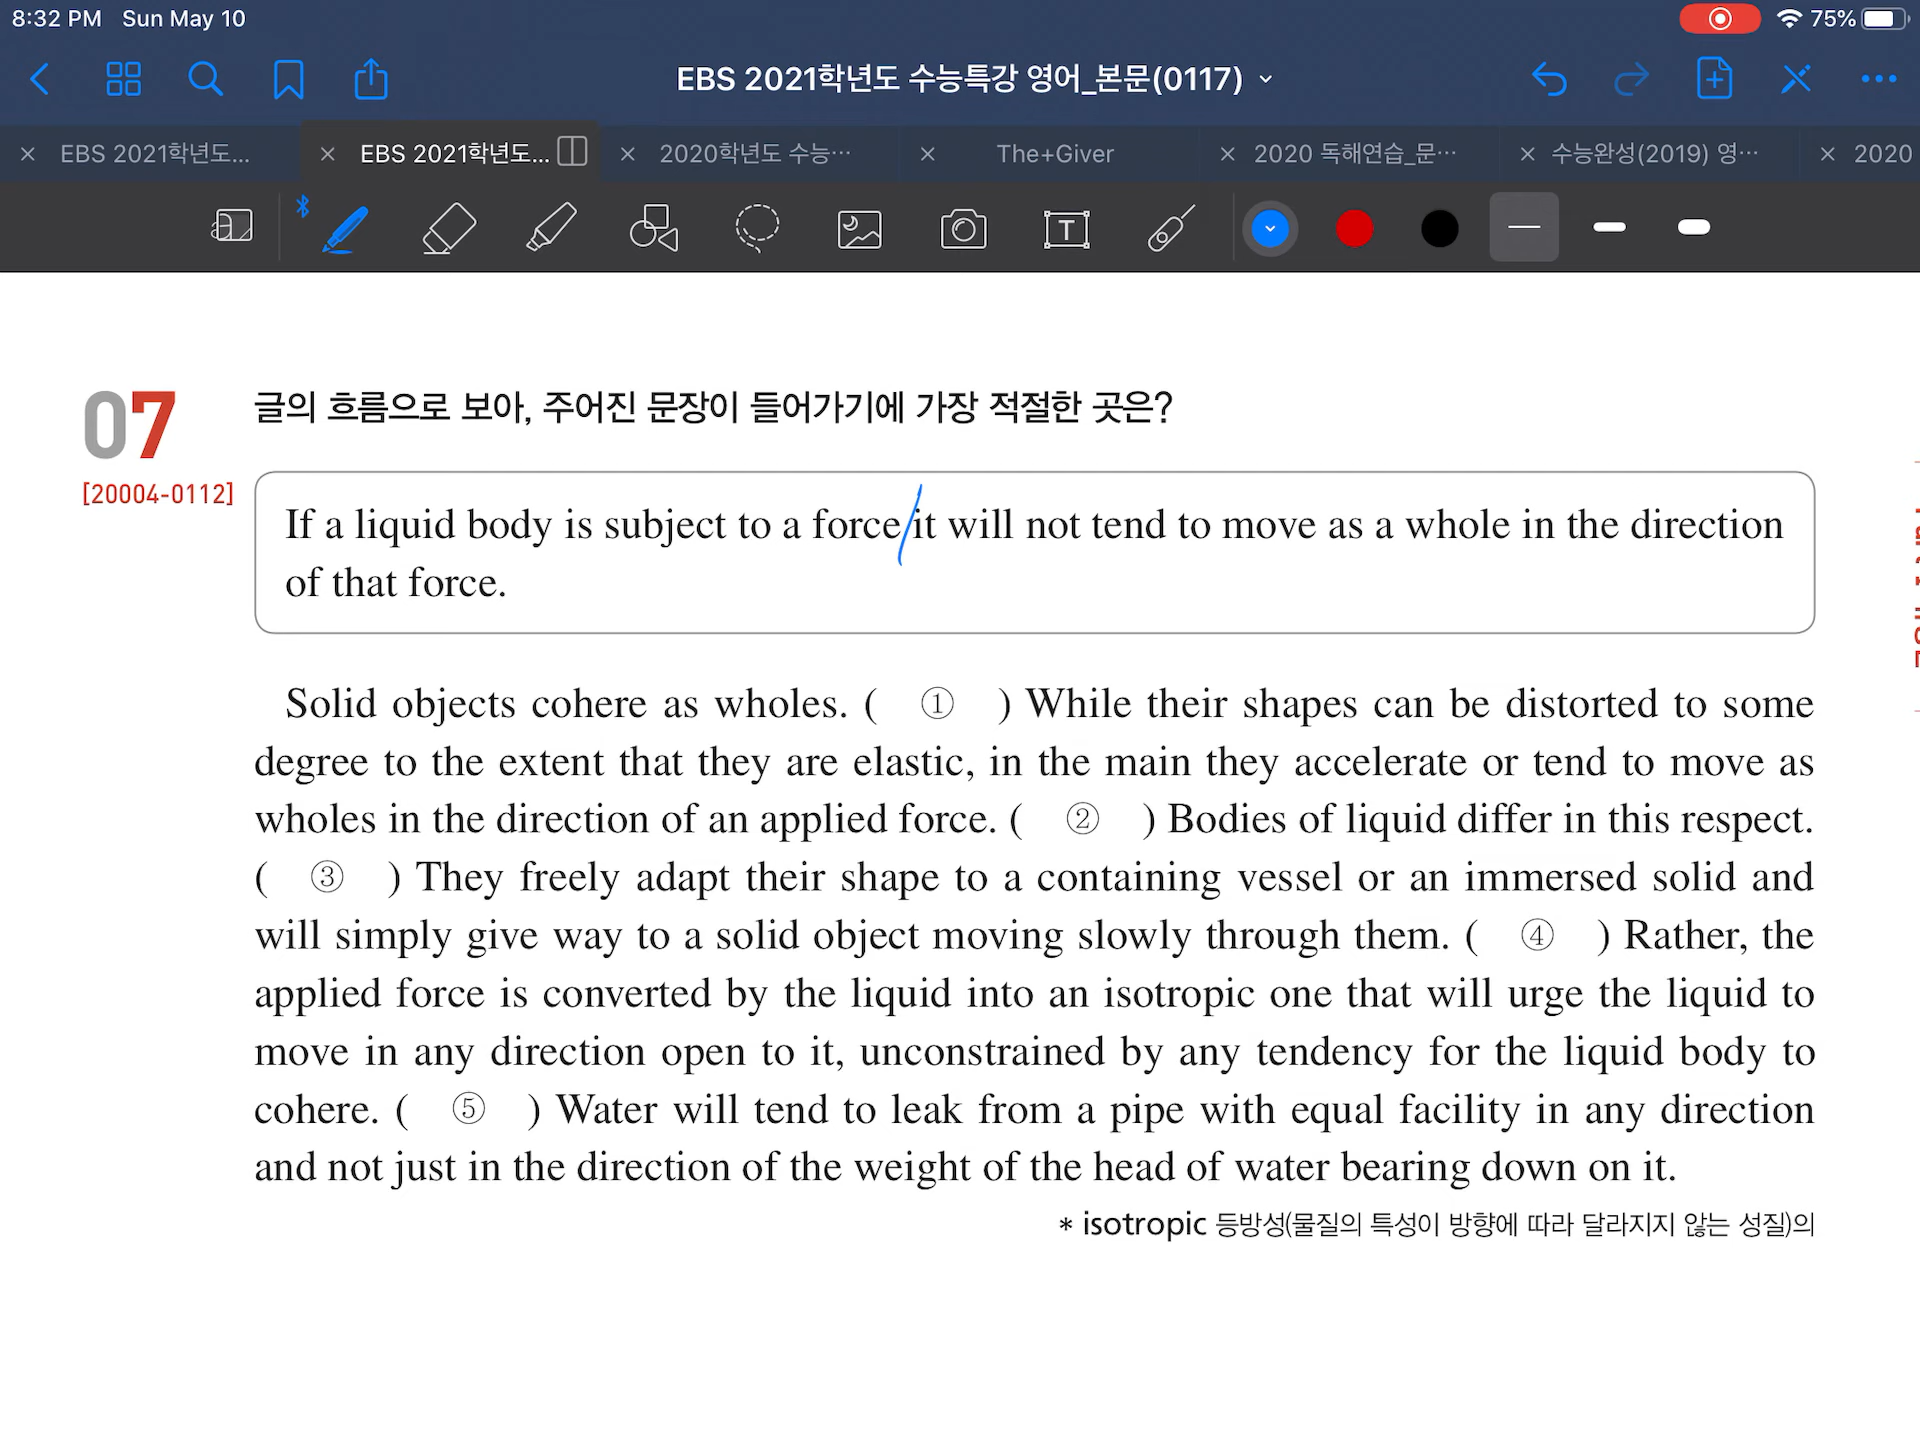 8:32 PM Sun May 10
75%
EBS 2021학년도 수능특강 영어_본문(0117)
EBS 2021학년도...
EBS 2021학년도...
2020학년도 수능…
The+Giver
2020 독해연습_문…
수능완성(2019) 영…
2020
07
글의 흐름으로 보아, 주어진 문장이 들어가기에 가장 적절한 곳은?
[20004-0112]
If a liquid body is subject to a force it will not tend to move as a whole in the direction
of that force.
Solid objects cohere as wholes. ( ① ) While their shapes can be distorted to some
degree to the extent that they are elastic, in the main they accelerate or tend to move as
wholes in the direction of an applied force. ( ② ) Bodies of liquid differ in this respect.
( ③ ) They freely adapt their shape to a containing vessel or an immersed solid and
will simply give way to a solid object moving slowly through them. ( ④ ) Rather, the
applied force is converted by the liquid into an isotropic one that will urge the liquid to
move in any direction open to it, unconstrained by any tendency for the liquid body to
cohere. ( ⑤ ) Water will tend to leak from a pipe with equal facility in any direction
and not just in the direction of the weight of the head of water bearing down on it.
* isotropic 등방성(물질의 특성이 방향에 따라 달라지지 않는 성질)의